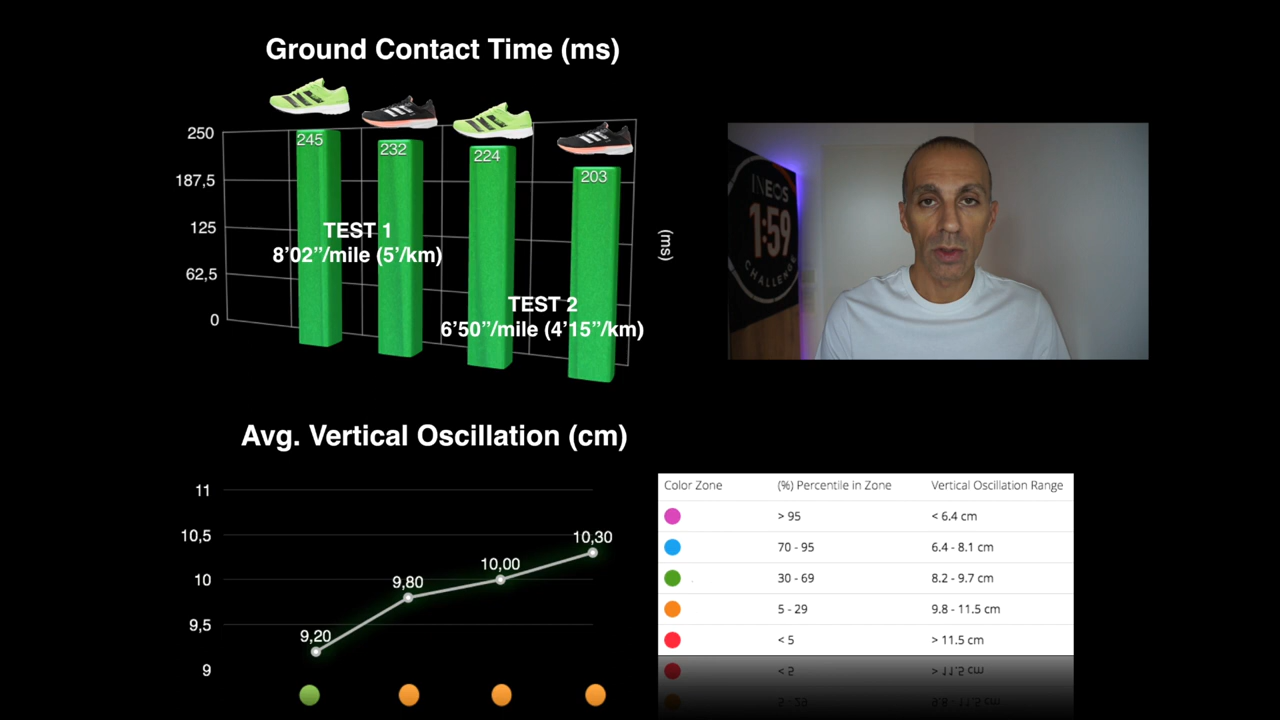 Ground Contact Time (ms)
250
187,5
125
62,5
0
245
232
224
203
TEST 1
8’02”/mile (5’/km)
TEST 2
6’50”/mile (4’15”/km)
(ms)
INEOS
1:59
CHALLENGE
Avg. Vertical Oscillation (cm)
11
10,5
10
9,5
9
9,20
9,80
10,00
10,30
Color Zone (%) Percentile in Zone Vertical Oscillation Range
> 95 < 6.4 cm
70 - 95 6.4 - 8.1 cm
30 - 69 8.2 - 9.7 cm
5 - 29 9.8 - 11.5 cm
< 5 > 11.5 cm